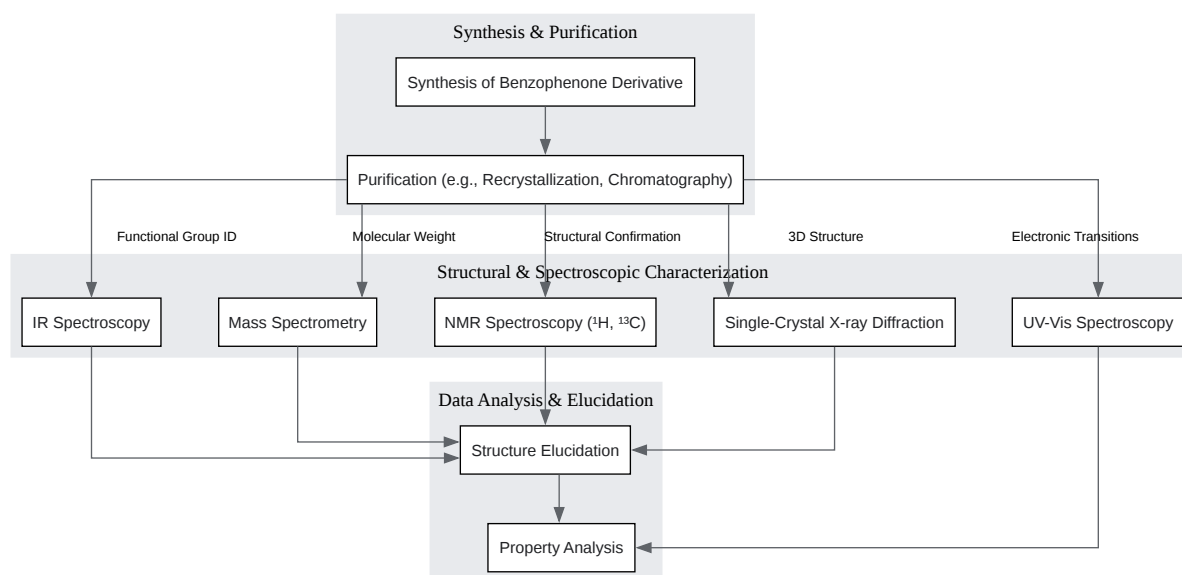 Synthesis & Purification
Synthesis of Benzophenone Derivative
Purification (e.g., Recrystallization, Chromatography)
Functional Group ID
Molecular Weight
Structural Confirmation
3D Structure
Electronic Transitions
Structural & Spectroscopic Characterization
IR Spectroscopy
Mass Spectrometry
NMR Spectroscopy (¹H, ¹³C)
Single-Crystal X-ray Diffraction
UV-Vis Spectroscopy
Data Analysis & Elucidation
Structure Elucidation
Property Analysis